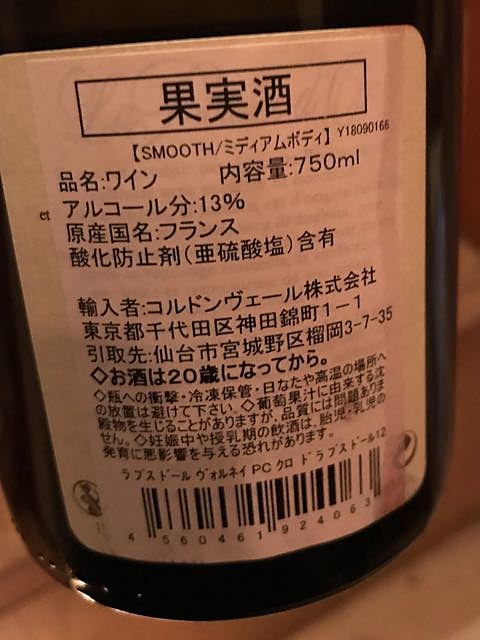 果実酒
【SMOOTH/ミディアムボディ】 Y18090166
品名:ワイン 内容量:750ml
et アルコール分:13%
原産国名:フランス
酸化防止剤(亜硫酸塩)含有
輸入者:コルドンヴェール株式会社
東京都千代田区神田錦町1-1
引取先:仙台市宮城野区榴岡3-7-35
◇お酒は20歳になってから。
◇瓶への衝撃・冷凍保管・日なたや高温の場所へ
の放置は避けて下さい。◇葡萄果汁に由来する沈
殿物を生じることがありますが、品質には問題ありま
せん。◇妊娠中や授乳期の飲酒は、胎児・乳児の
発育に悪影響を与える恐れがあります。
ラブスドール ヴォルネイ PC クロ ド ラ ブスドール12
4560461924063